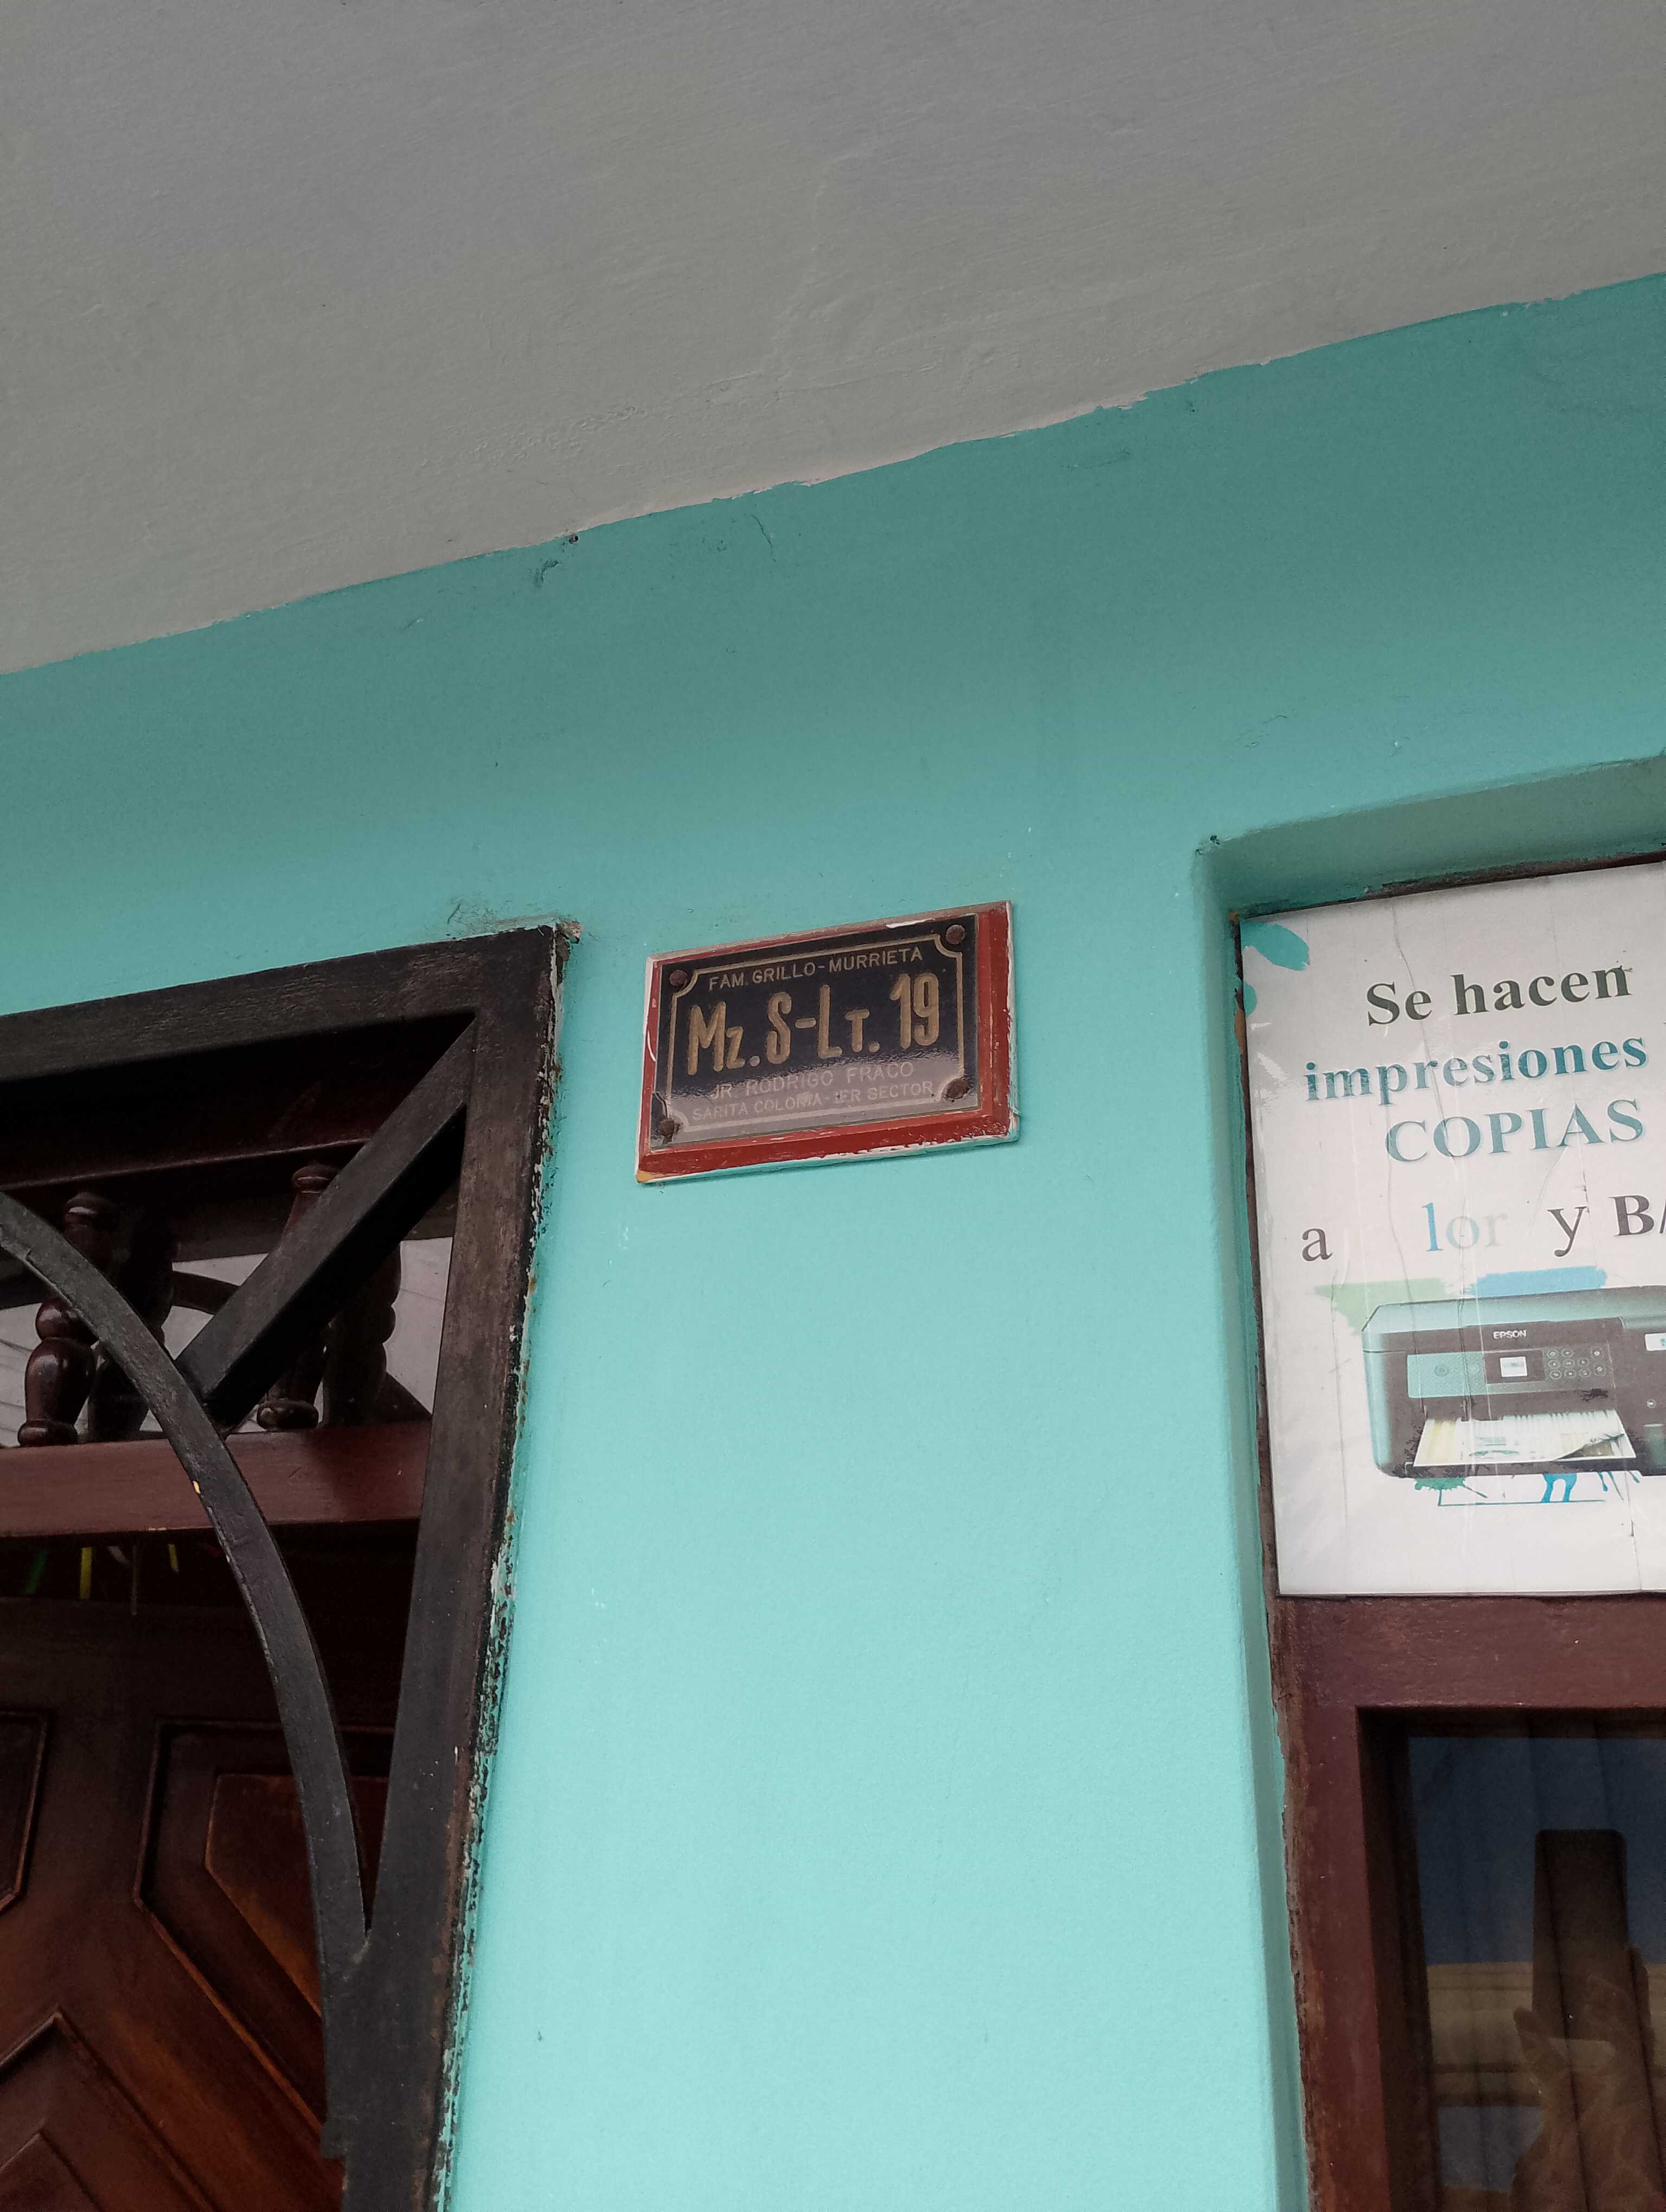 FAM. GRILLO-MURRIETA
Mz.S-LT.19
JR. RODRIGO FRACO
SARITA COLONIA-1ER SECTOR
Se hacen
impresiones
COPIAS
a lor y B/
EPSON